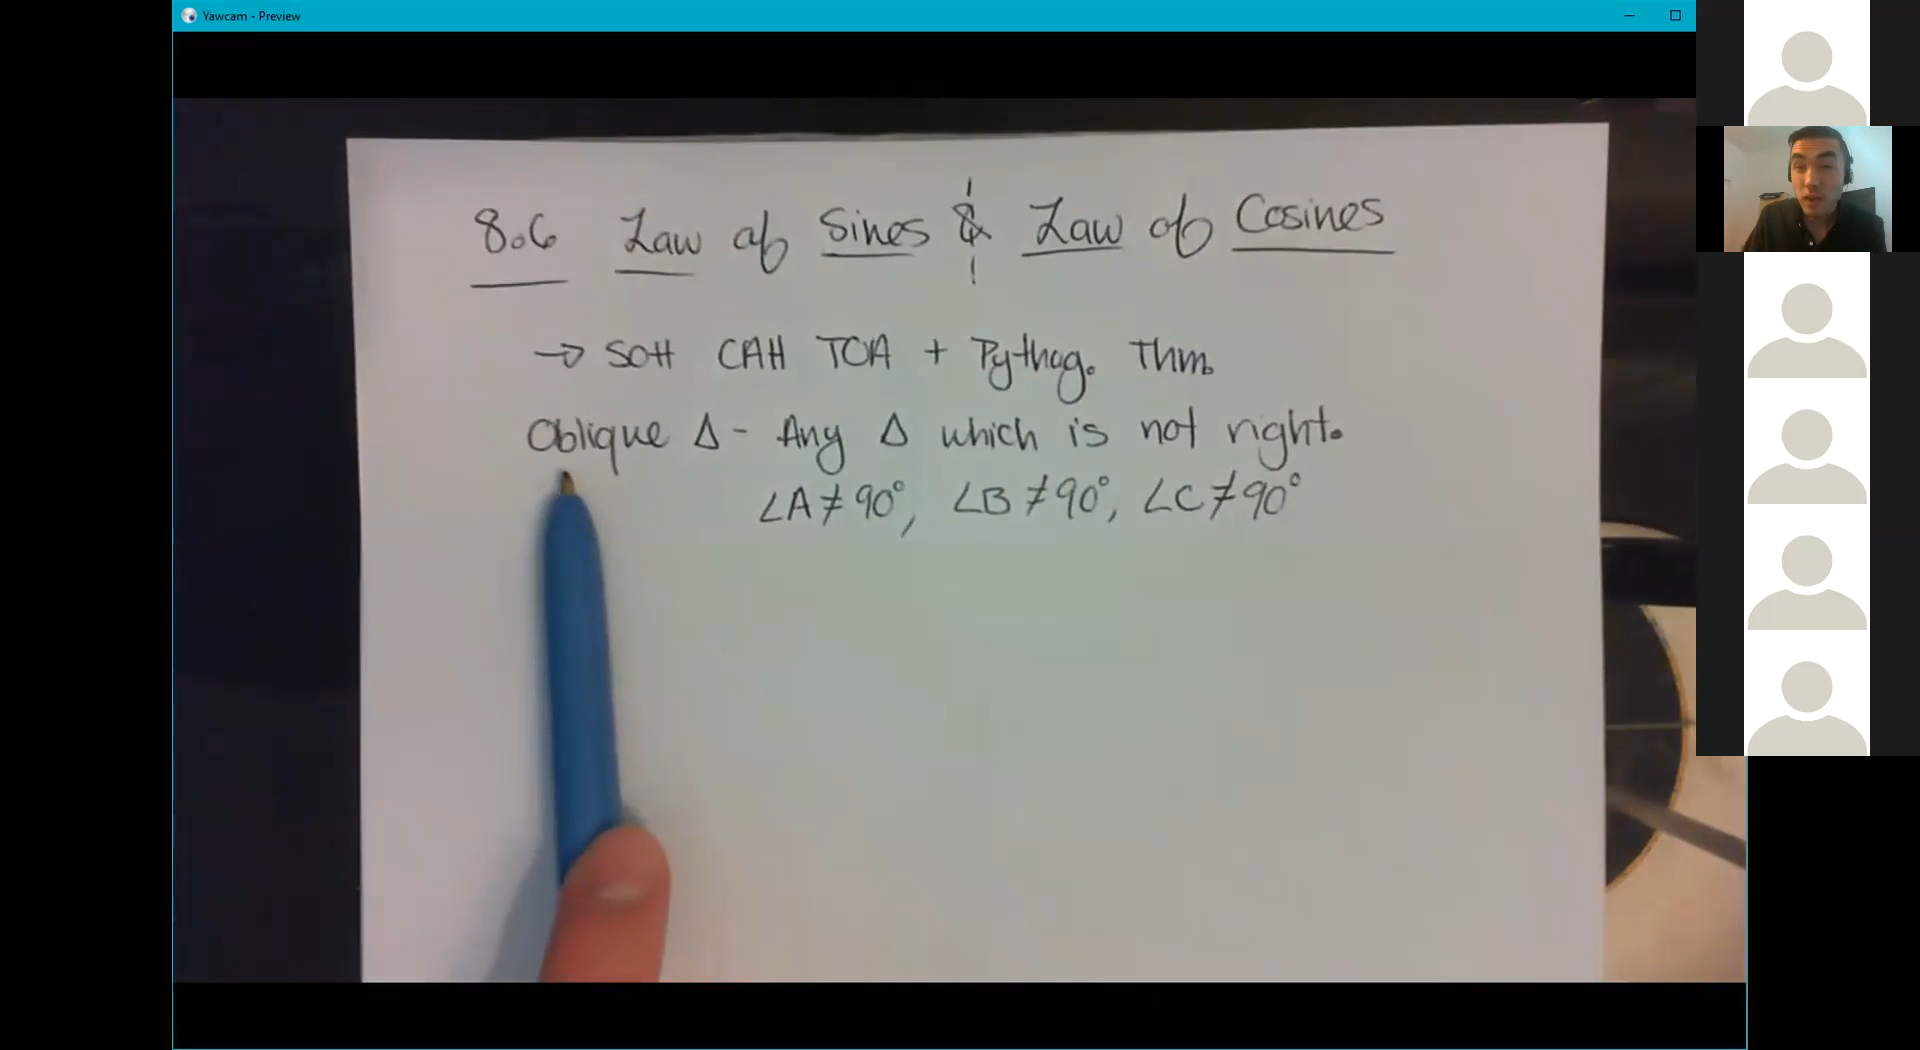 Yawcam - Preview
8.6 Law of Sines & Law of Cosines
→ SOH CAH TOA + Pythag. Thm.
Oblique Δ - Any Δ which is not right.
∠A ≠ 90°, ∠B ≠ 90°, ∠C ≠ 90°